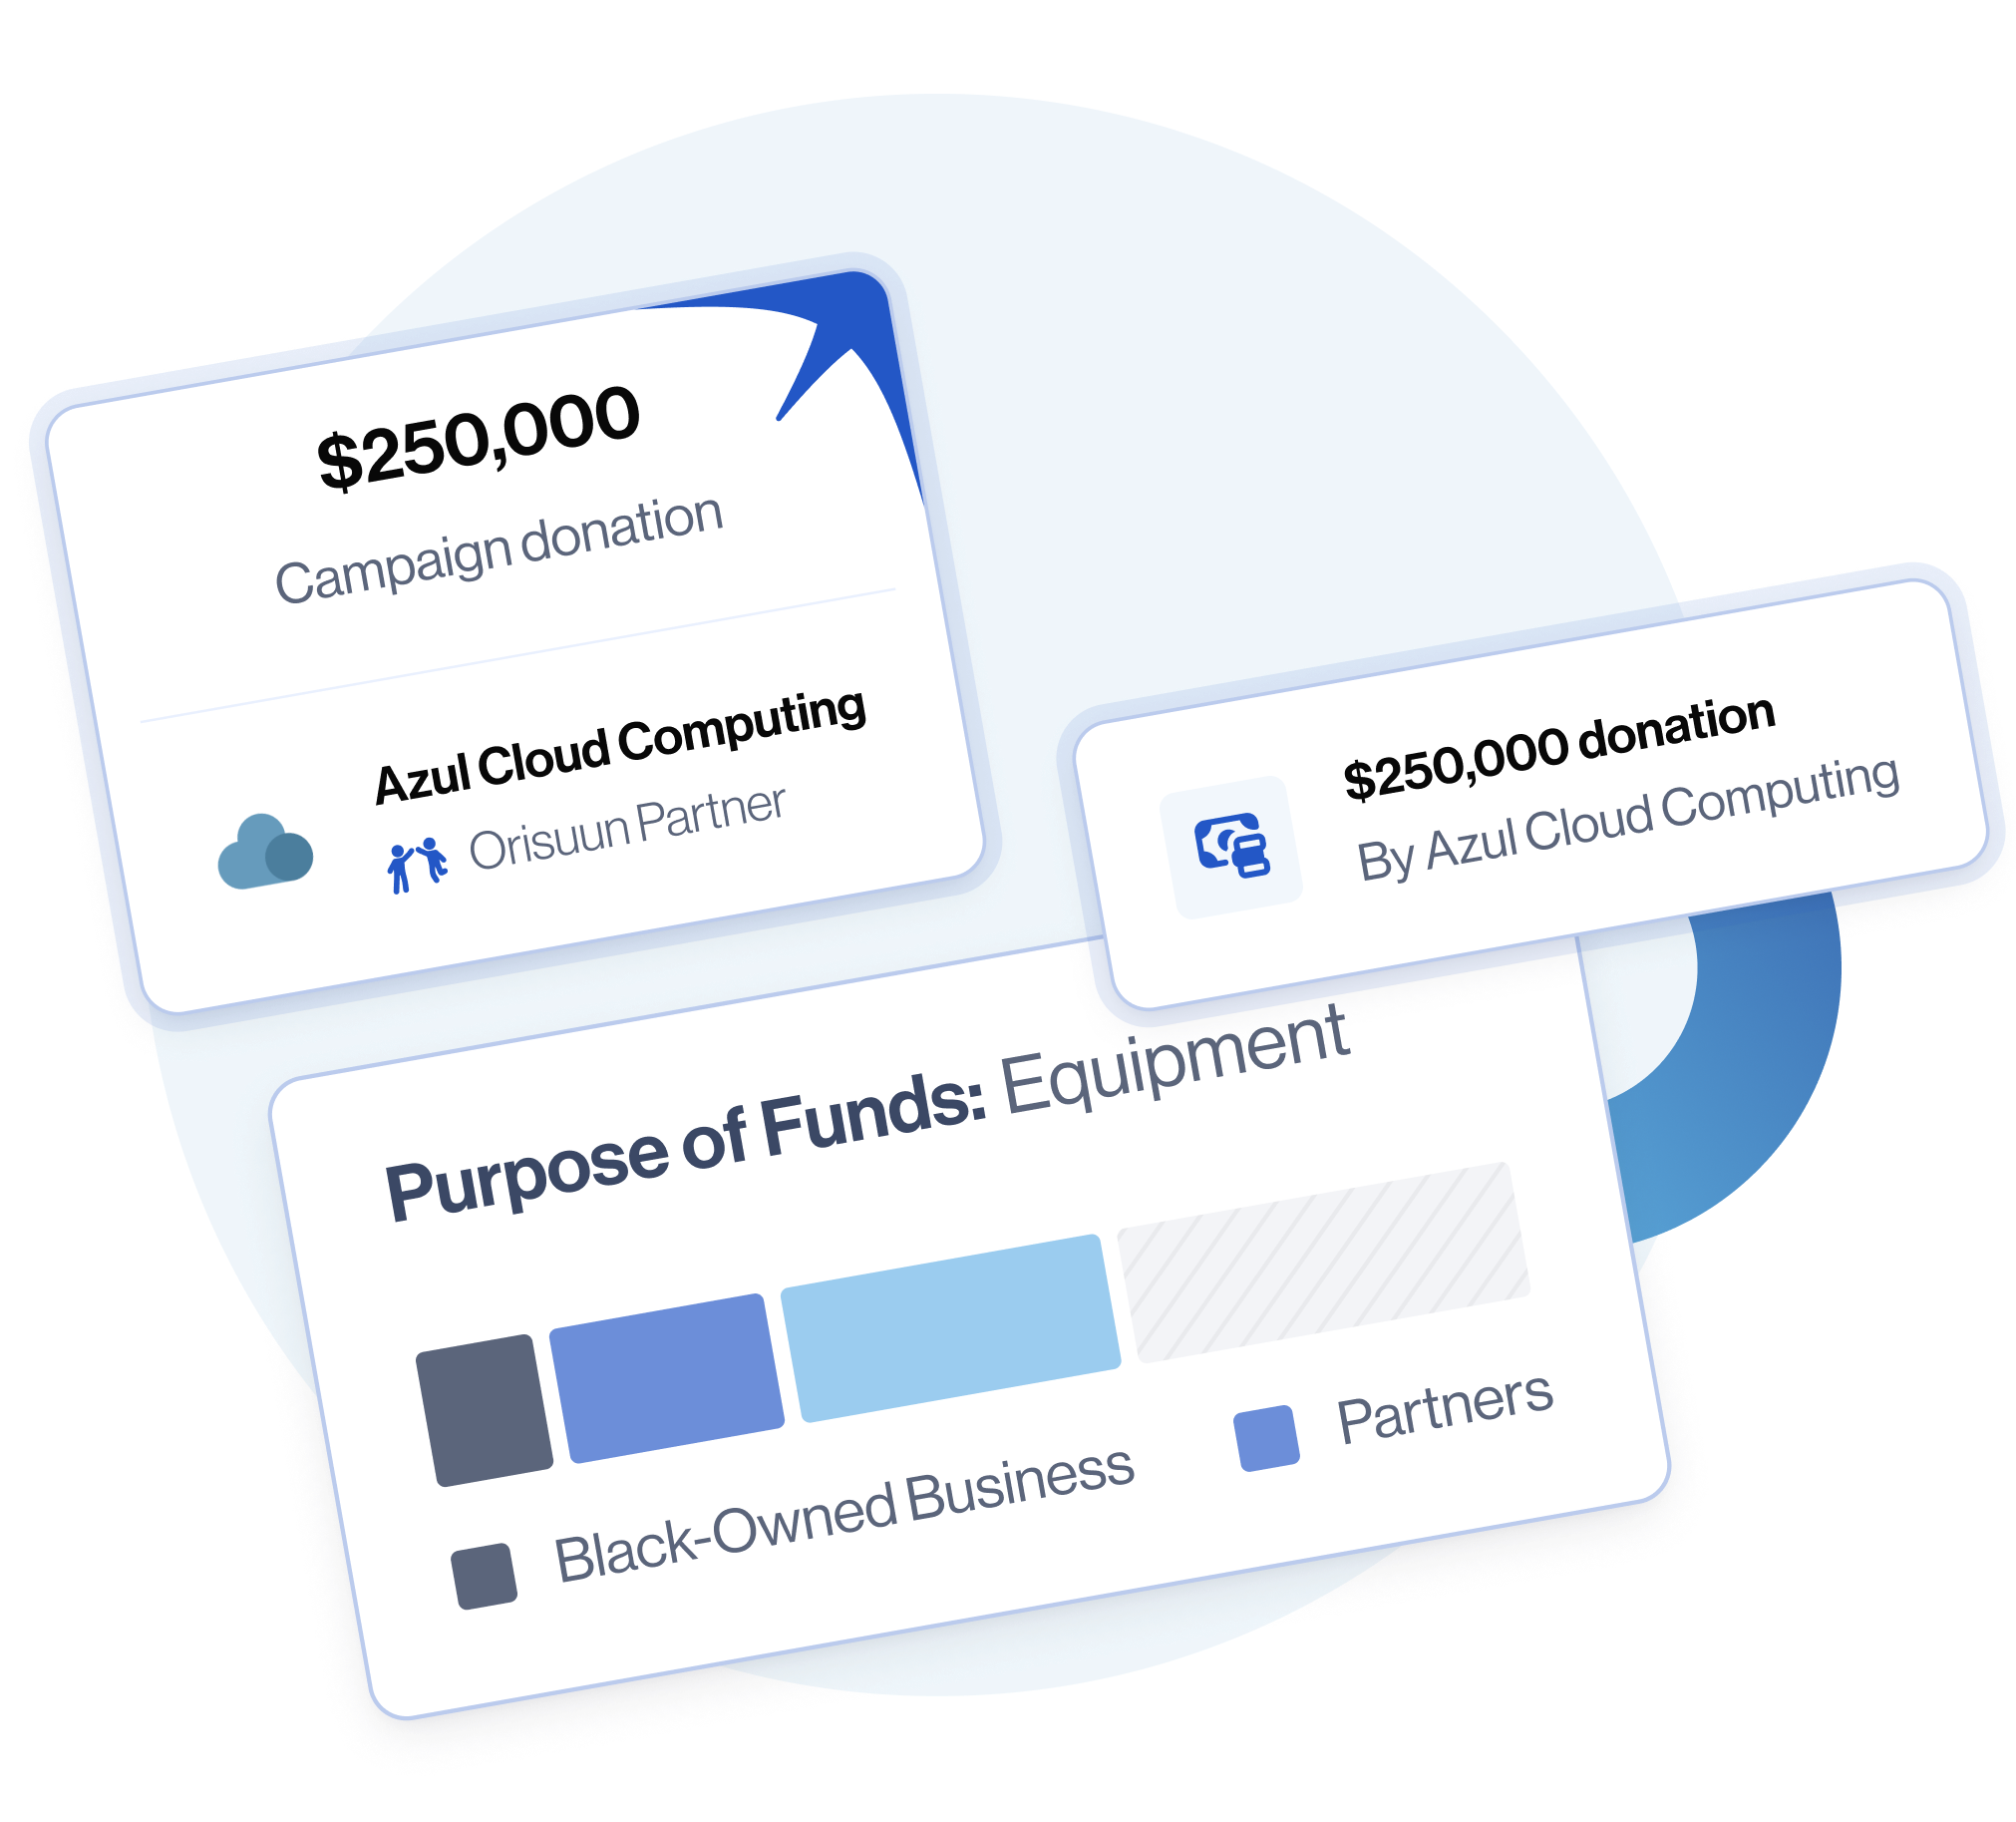 $250,000
Campaign donation
Azul Cloud Computing
Orisuun Partner
$250,000 donation
By Azul Cloud Computing
Purpose of Funds: Equipment
Black-Owned Business
Partners